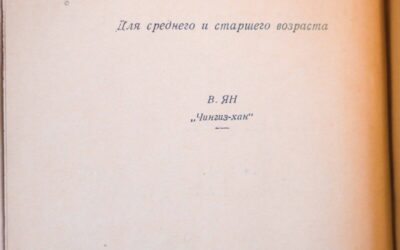 Для среднего и старшего возраста
В. ЯН
„Чингиз-хан“